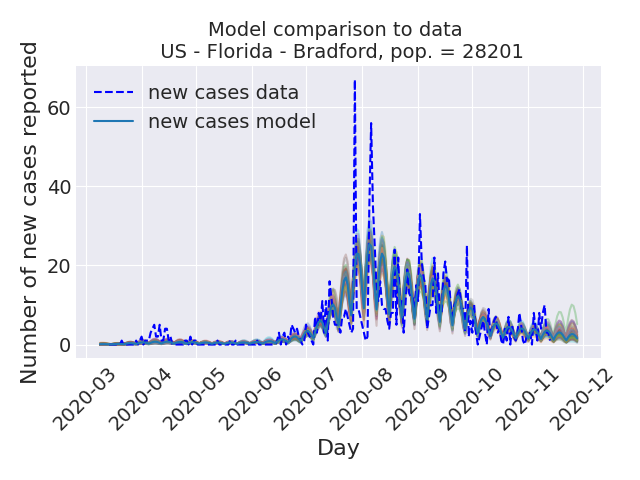 Model comparison to data
US - Florida - Bradford, pop. = 28201
new cases data
new cases model
Number of new cases reported
60
40
20
0
2020-03
2020-04
2020-05
2020-06
2020-07
2020-08
2020-09
2020-10
2020-11
2020-12
Day